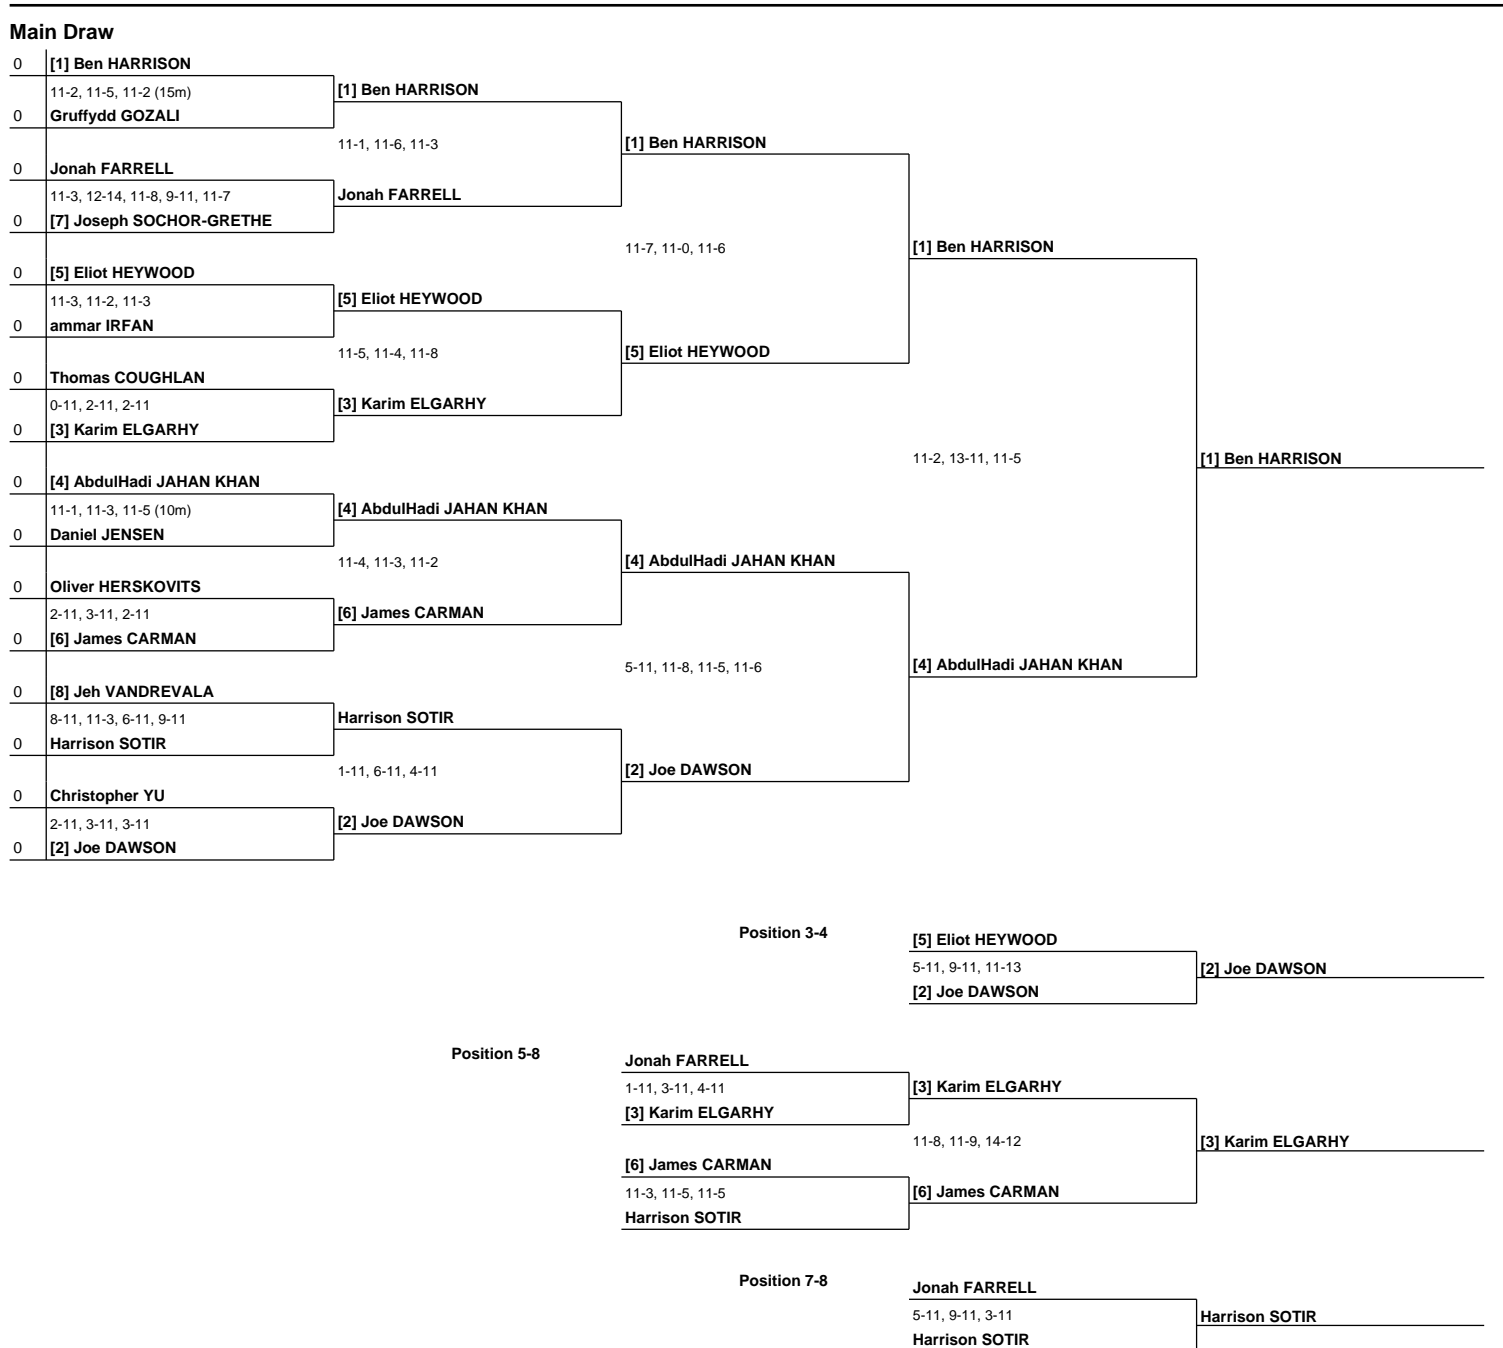 Main Draw
0 [1] Ben HARRISON
11-2, 11-5, 11-2 (15m) [1] Ben HARRISON
0 Gruffydd GOZALI
11-1, 11-6, 11-3 [1] Ben HARRISON
0 Jonah FARRELL
11-3, 12-14, 11-8, 9-11, 11-7 Jonah FARRELL
0 [7] Joseph SOCHOR-GRETHE
11-7, 11-0, 11-6 [1] Ben HARRISON
0 [5] Eliot HEYWOOD
11-3, 11-2, 11-3 [5] Eliot HEYWOOD
0 ammar IRFAN
11-5, 11-4, 11-8 [5] Eliot HEYWOOD
0 Thomas COUGHLAN
0-11, 2-11, 2-11 [3] Karim ELGARHY
0 [3] Karim ELGARHY
11-2, 13-11, 11-5 [1] Ben HARRISON
0 [4] AbdulHadi JAHAN KHAN
11-1, 11-3, 11-5 (10m) [4] AbdulHadi JAHAN KHAN
0 Daniel JENSEN
11-4, 11-3, 11-2 [4] AbdulHadi JAHAN KHAN
0 Oliver HERSKOVITS
2-11, 3-11, 2-11 [6] James CARMAN
0 [6] James CARMAN
5-11, 11-8, 11-5, 11-6 [4] AbdulHadi JAHAN KHAN
0 [8] Jeh VANDREVALA
8-11, 11-3, 6-11, 9-11 Harrison SOTIR
0 Harrison SOTIR
1-11, 6-11, 4-11 [2] Joe DAWSON
0 Christopher YU
2-11, 3-11, 3-11 [2] Joe DAWSON
0 [2] Joe DAWSON
Position 3-4 [5] Eliot HEYWOOD
5-11, 9-11, 11-13 [2] Joe DAWSON
[2] Joe DAWSON
Position 5-8 Jonah FARRELL
1-11, 3-11, 4-11 [3] Karim ELGARHY
[3] Karim ELGARHY
11-8, 11-9, 14-12 [3] Karim ELGARHY
[6] James CARMAN
11-3, 11-5, 11-5 [6] James CARMAN
Harrison SOTIR
Position 7-8 Jonah FARRELL
5-11, 9-11, 3-11 Harrison SOTIR
Harrison SOTIR